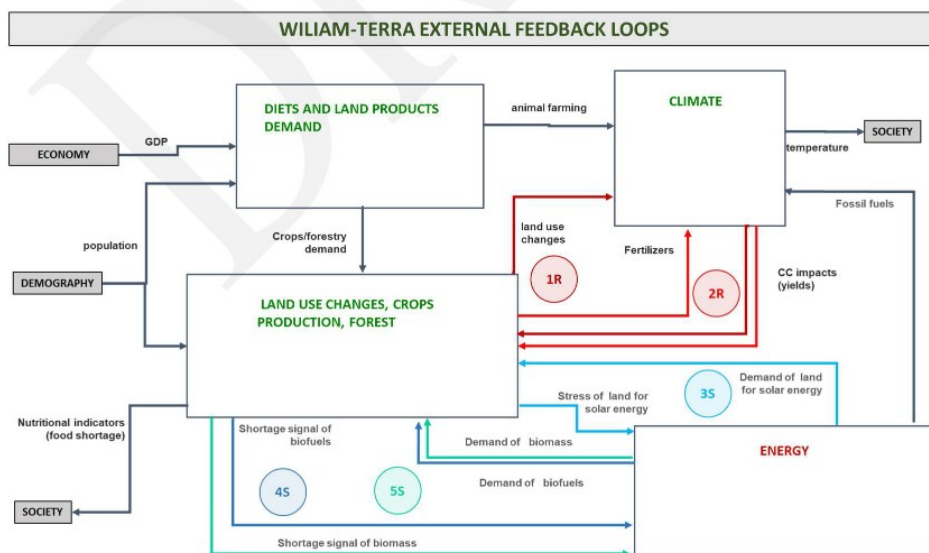 WILIAM-TERRA EXTERNAL FEEDBACK LOOPS
DIETS AND LAND PRODUCTS
DEMAND
animal farming
CLIMATE
SOCIETY
temperature
ECONOMY
GDP
Fossil fuels
population
Crops/forestry
demand
land use
changes
Fertilizers
CC impacts
(yields)
DEMOGRAPHY
LAND USE CHANGES, CROPS
PRODUCTION, FOREST
1R
2R
3S
Demand of land
for solar energy
Stress of land for
solar energy
Nutritional indicators
(food shortage)
Shortage signal of
biofuels
Demand of biomass
Demand of biofuels
ENERGY
4S
5S
SOCIETY
Shortage signal of biomass